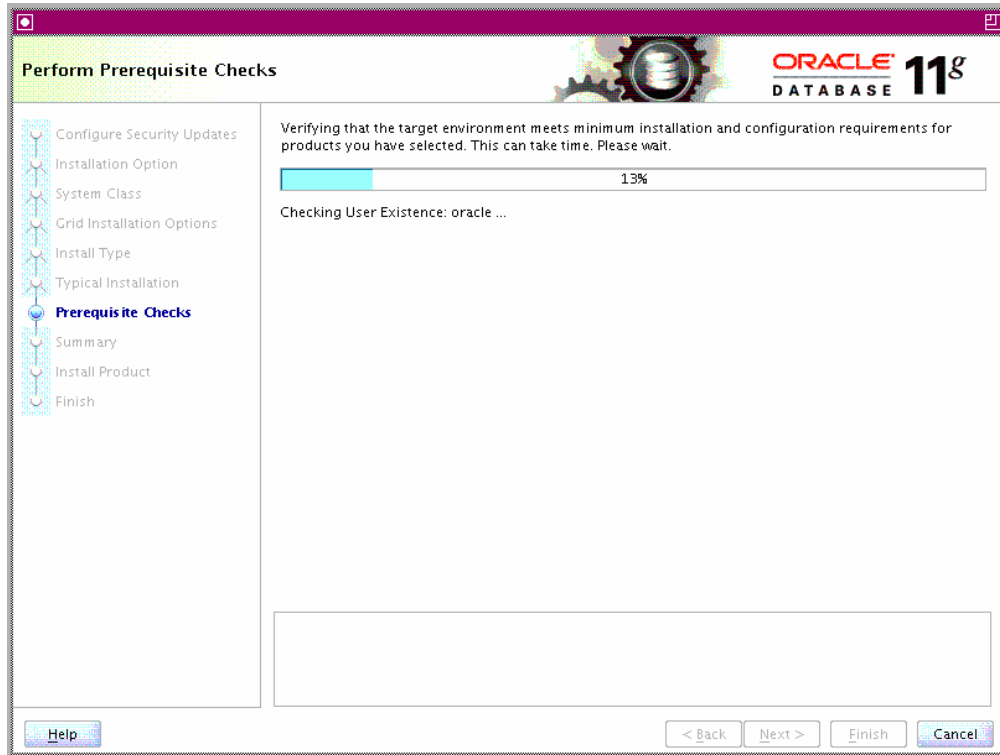 Perform Prerequisite Checks
ORACLE
DATABASE
11g
Configure Security Updates
Installation Option
System Class
Grid Installation Options
Install Type
Typical Installation
Prerequisite Checks
Summary
Install Product
Finish
Verifying that the target environment meets minimum installation and configuration requirements for
products you have selected. This can take time. Please wait.
13%
Checking User Existence: oracle ...
Help
< Back
Next >
Finish
Cancel